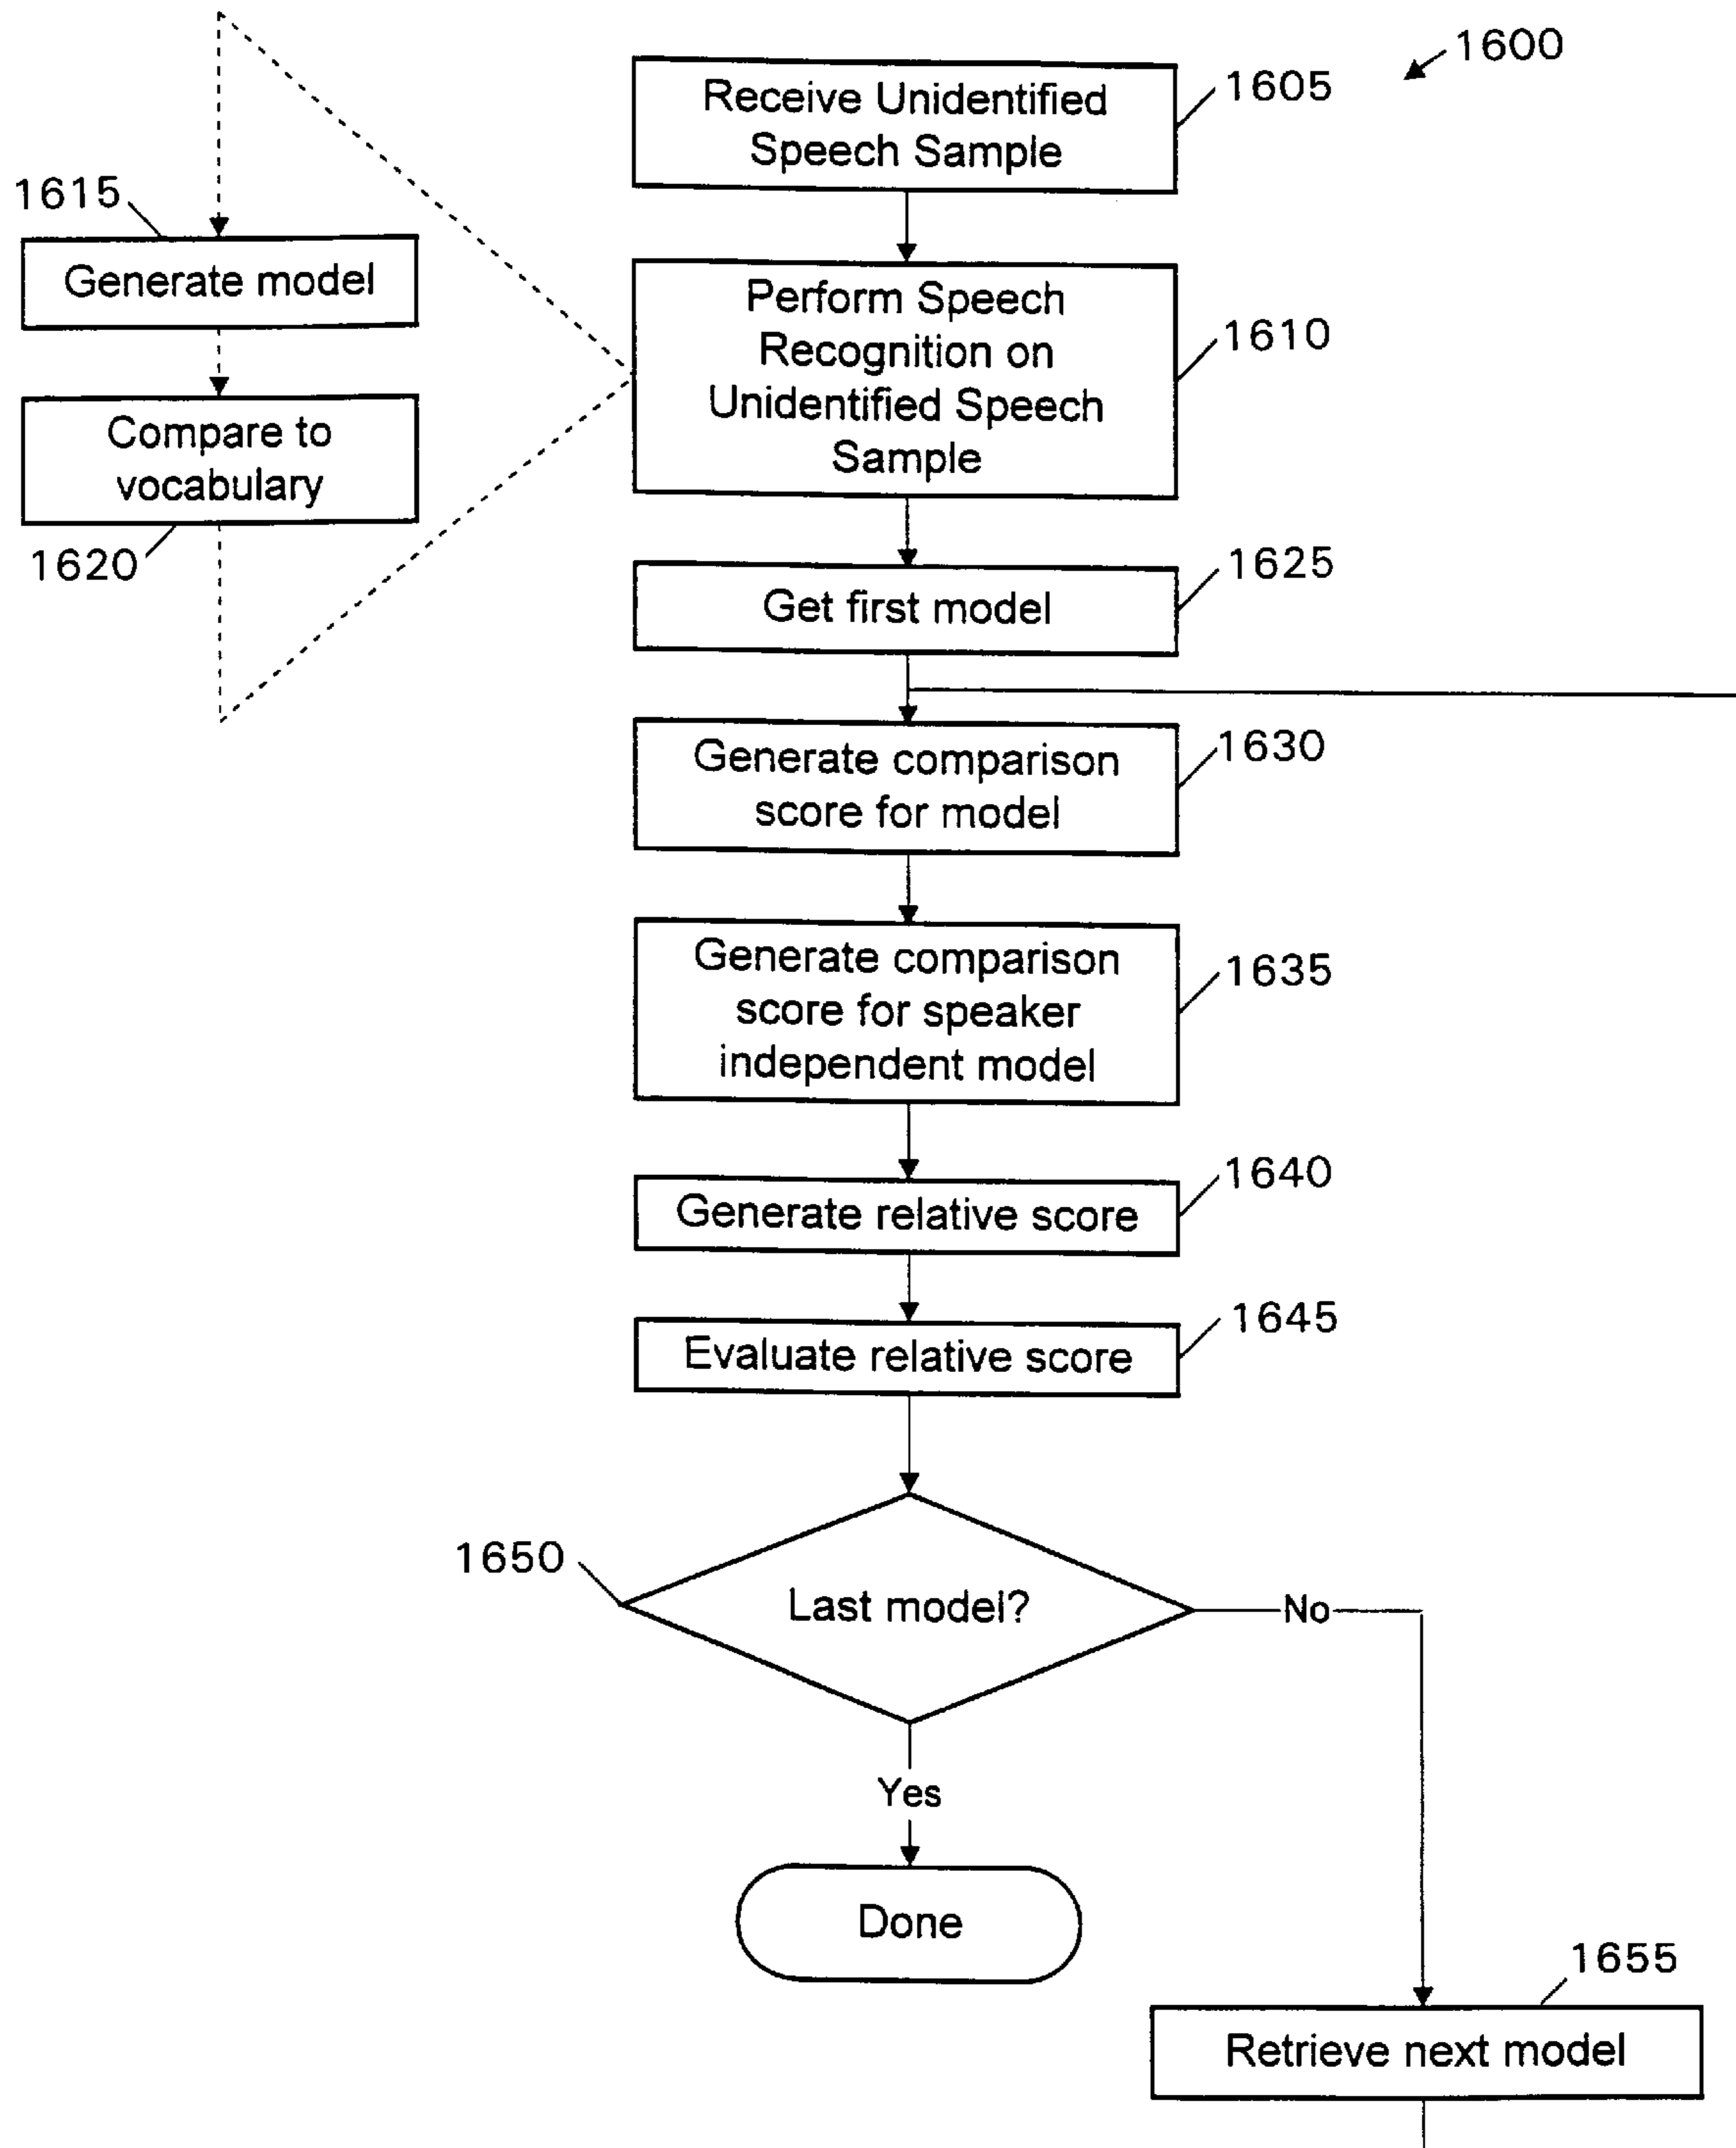 1600
Receive Unidentified
Speech Sample
1605
1615
Generate model
Compare to
vocabulary
1620
Perform Speech
Recognition on
Unidentified Speech
Sample
1610
Get first model
1625
Generate comparison
score for model
1630
Generate comparison
score for speaker
independent model
1635
Generate relative score
1640
Evaluate relative score
1645
1650
Last model?
No
Yes
Done
1655
Retrieve next model